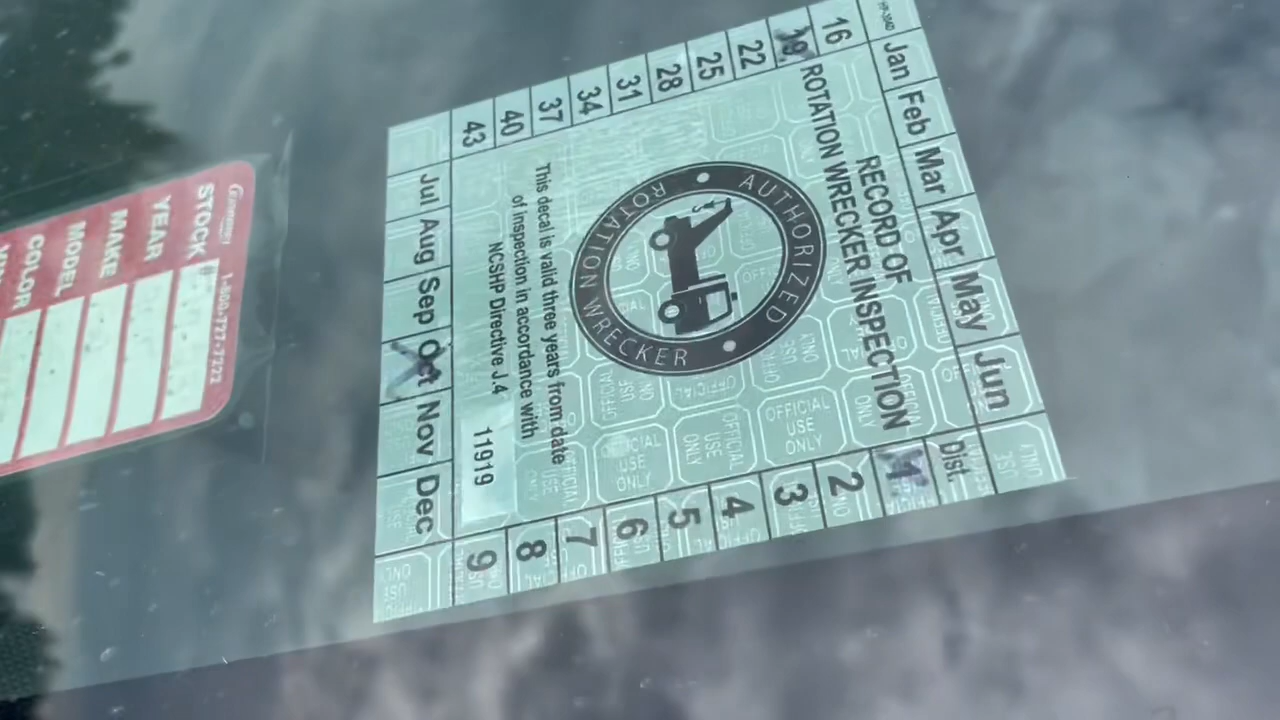 HP-304D
Jan Feb Mar Apr May Jun
16 19 22 25 28 31 34 37 40 43
RECORD OF
ROTATION WRECKER INSPECTION
AUTHORIZED
ROTATION WRECKER
This decal is valid three years from date
of inspection in accordance with
NCSHP Directive J.4
11919
Dist. 1 2 3 4 5 6 7 8 9
Jul Aug Sep Oct Nov Dec
OFFICIAL
USE
ONLY
1-800-727-7722
STOCK #
YEAR
MAKE
MODEL
COLOR